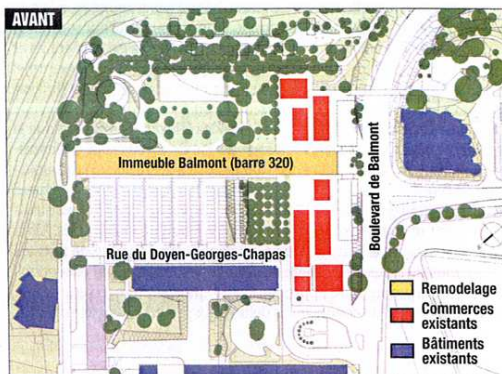 AVANT
Immeuble Balmont (barre 320)
Boulevard de Balmont
Rue du Doyen-Georges-Chapas
Remodelage
Commerces
existants
Bâtiments
existants